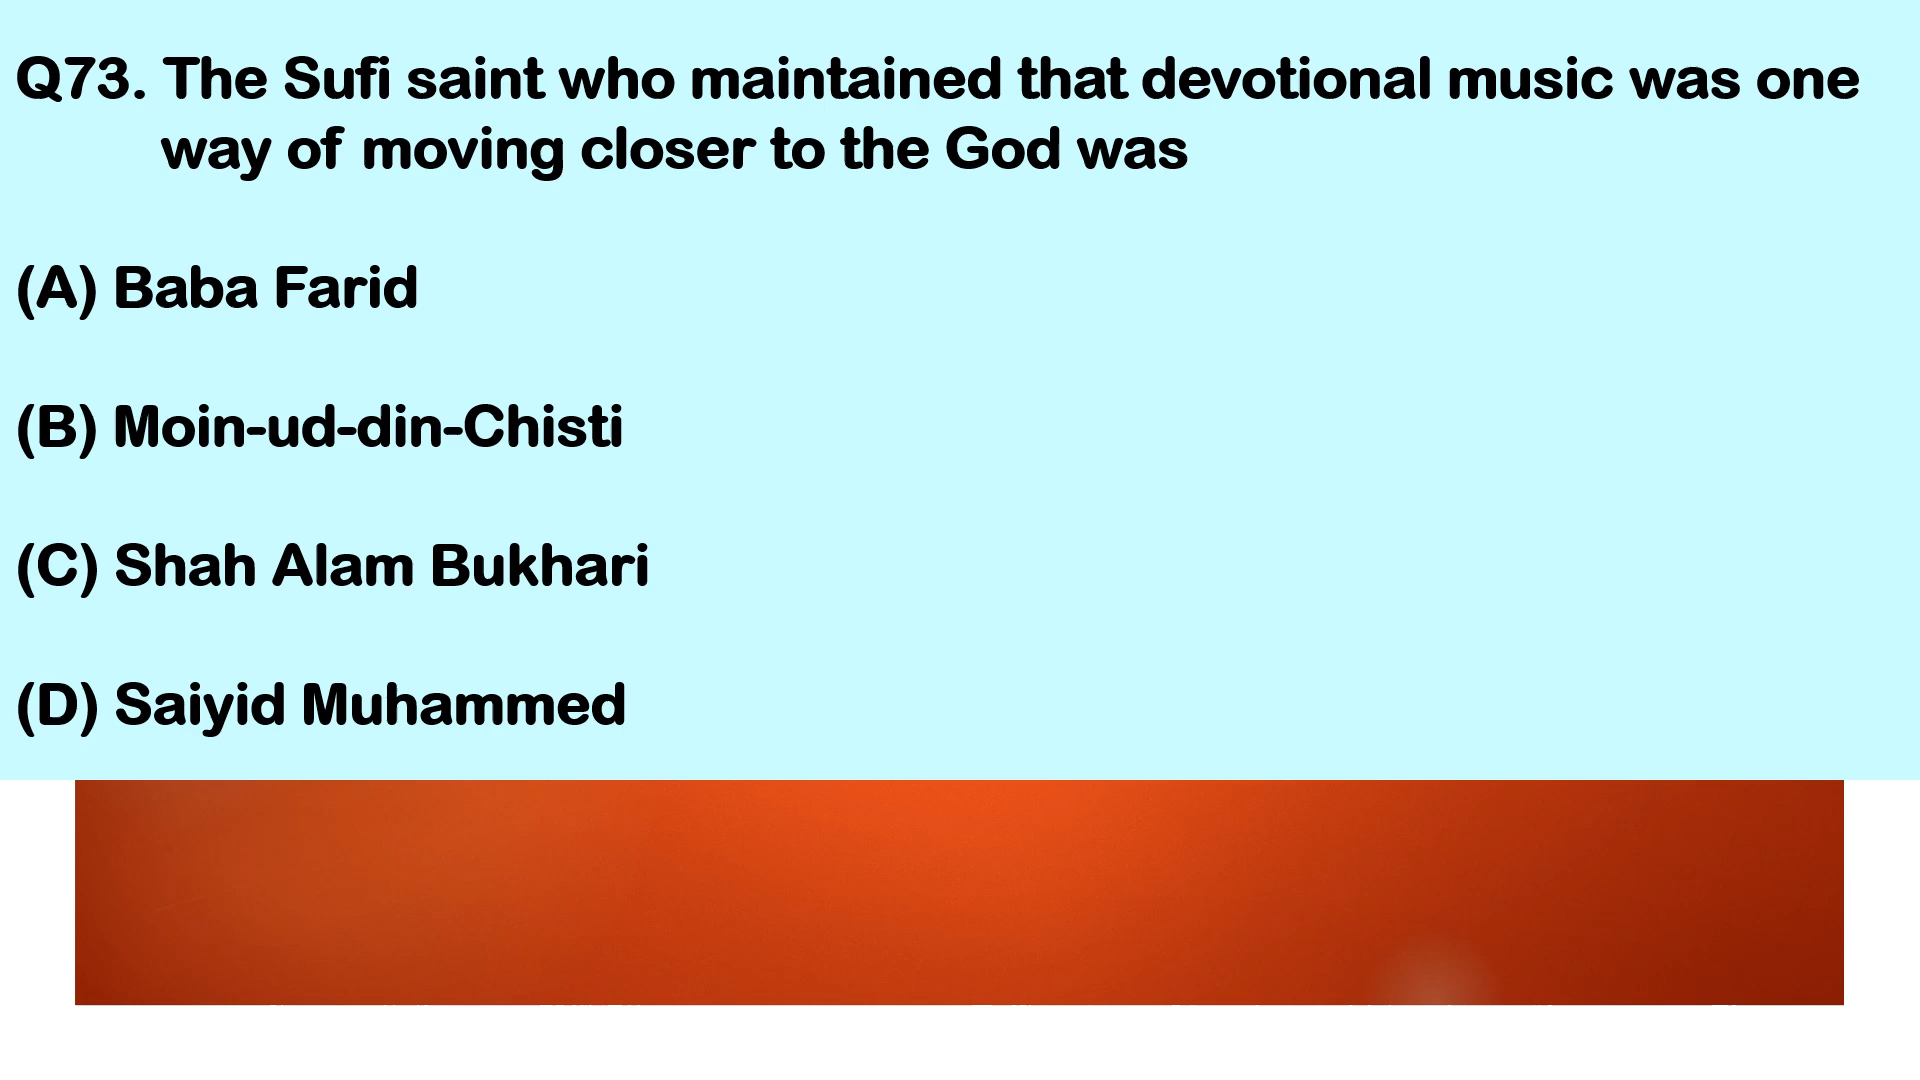 Q73. The Sufi saint who maintained that devotional music was one
way of moving closer to the God was
(A) Baba Farid
(B) Moin-ud-din-Chisti
(C) Shah Alam Bukhari
(D) Saiyid Muhammed